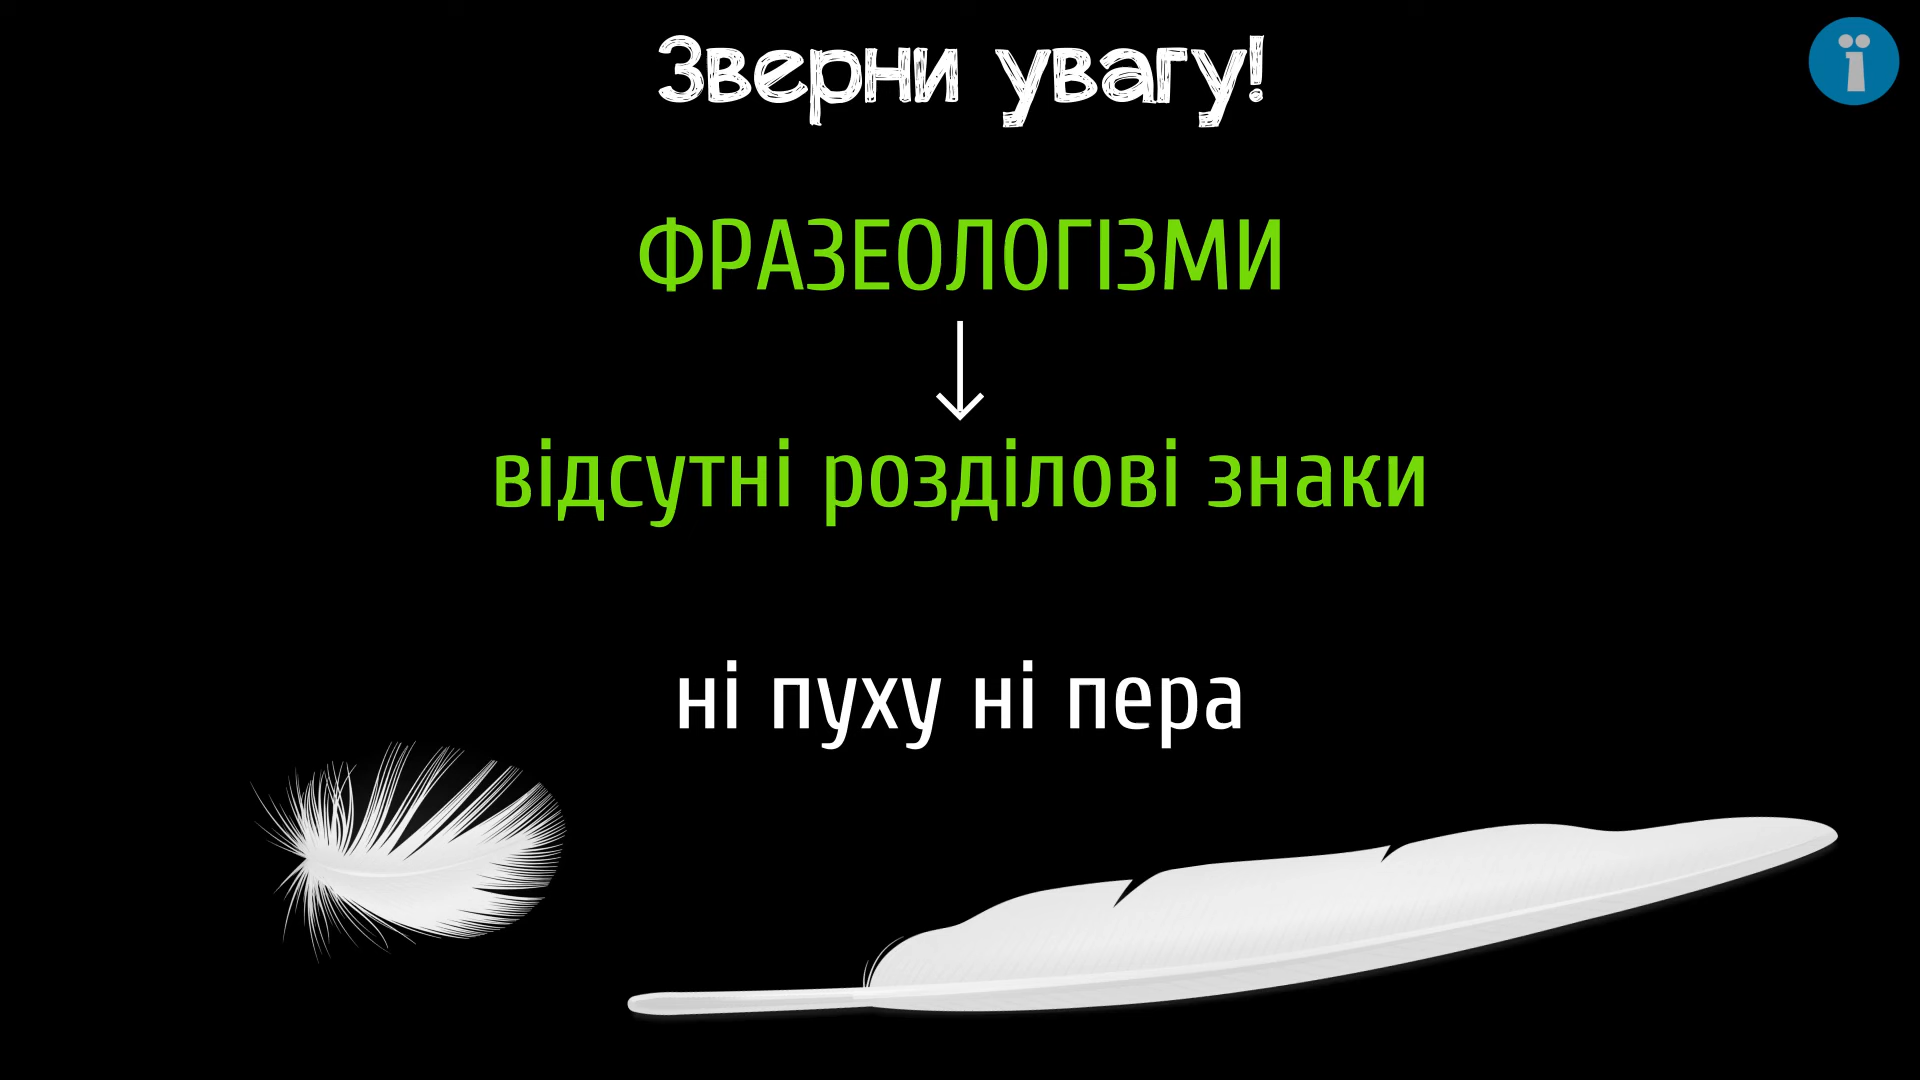 Зверни увагу!
ї
ФРАЗЕОЛОГІЗМИ
відсутні розділові знаки
ні пуху ні пера